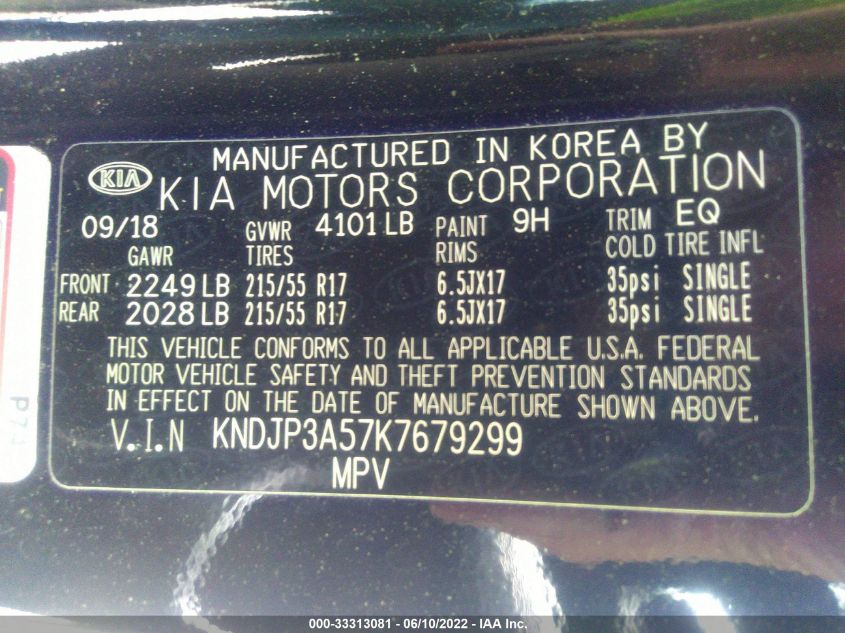 MANUFACTURED IN KOREA BY
KIA KIA MOTORS CORPORATION
09/18 GVWR 4101 LB PAINT 9H TRIM EQ
GAWR TIRES RIMS COLD TIRE INFL
FRONT 2249 LB 215/55 R17 6.5JX17 35psi SINGLE
REAR 2028 LB 215/55 R17 6.5JX17 35psi SINGLE
THIS VEHICLE CONFORMS TO ALL APPLICABLE U.S.A. FEDERAL
MOTOR VEHICLE SAFETY AND THEFT PREVENTION STANDARDS
IN EFFECT ON THE DATE OF MANUFACTURE SHOWN ABOVE.
V.I.N KNDJP3A57K7679299
MPV
000-33313081 - 06/10/2022 - IAA Inc.